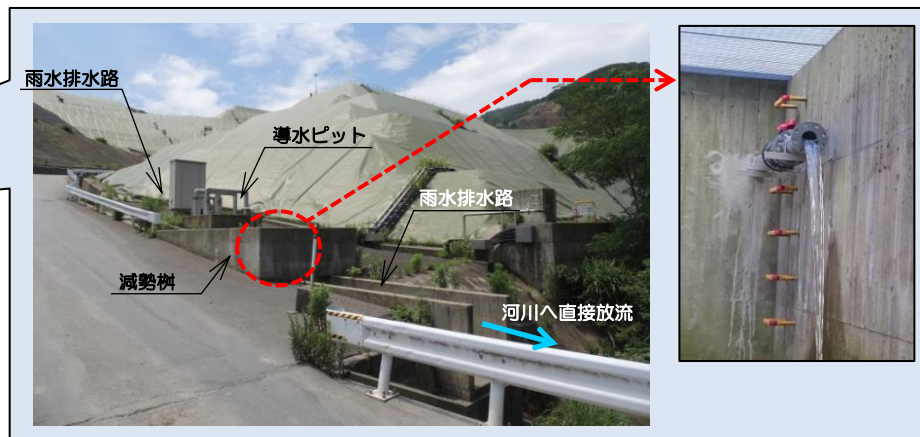 雨水排水路
導水ピット
雨水排水路
減勢桝
河川へ直接放流